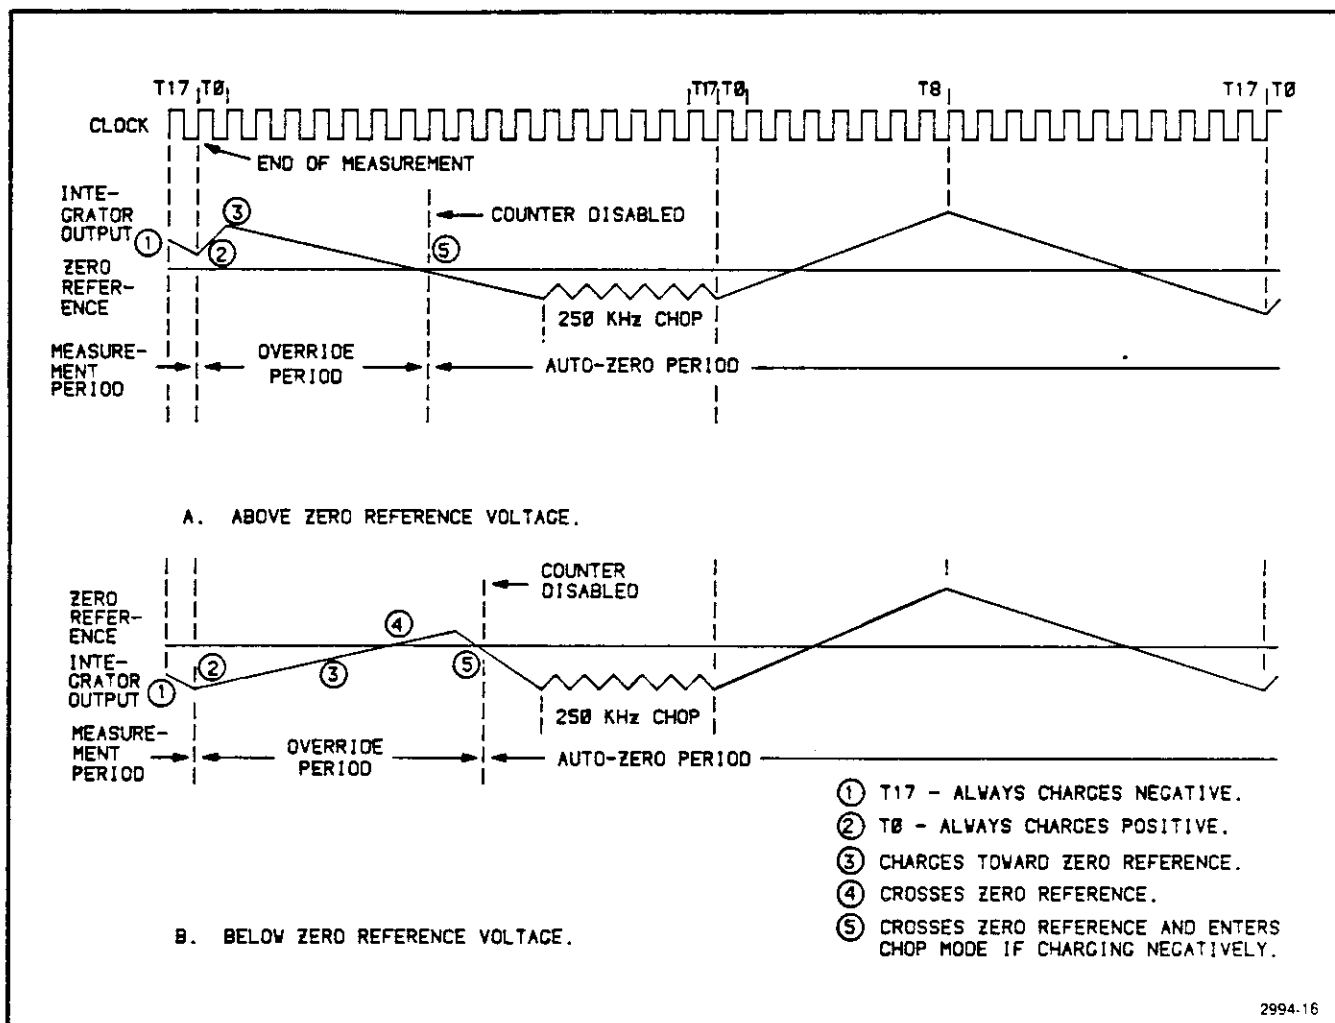 T17 TØ T17 TØ T8 T17 TØ
CLOCK
END OF MEASUREMENT
INTE-
GRATOR
OUTPUT
1
2
3
COUNTER DISABLED
5
ZERO
REFER-
ENCE
250 KHz CHOP
MEASURE-
MENT
PERIOD
OVERRIDE
PERIOD
AUTO-ZERO PERIOD
A. ABOVE ZERO REFERENCE VOLTAGE.
COUNTER
DISABLED
ZERO
REFER-
ENCE
4
INTE-
GRATOR
OUTPUT
1
2
3
5
250 KHz CHOP
MEASURE-
MENT
PERIOD
OVERRIDE
PERIOD
AUTO-ZERO PERIOD
1 T17 - ALWAYS CHARGES NEGATIVE.
2 TØ - ALWAYS CHARGES POSITIVE.
3 CHARGES TOWARD ZERO REFERENCE.
4 CROSSES ZERO REFERENCE.
5 CROSSES ZERO REFERENCE AND ENTERS
CHOP MODE IF CHARGING NEGATIVELY.
B. BELOW ZERO REFERENCE VOLTAGE.
2994-16